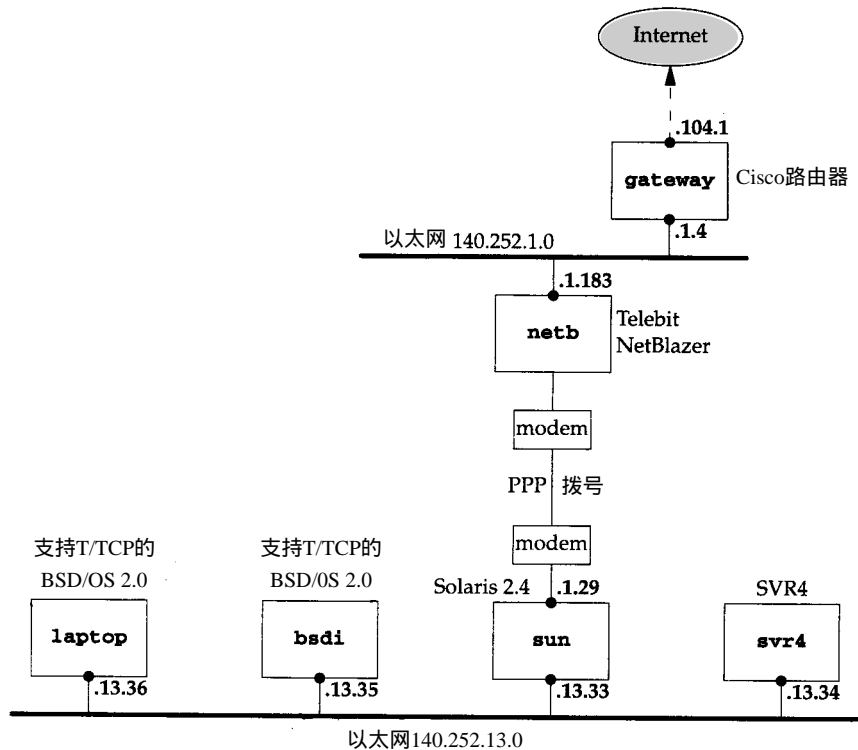 Internet
.104.1
gateway
Cisco路由器
.1.4
以太网 140.252.1.0
.1.183
netb
Telebit
NetBlazer
modem
PPP 拨号
modem
支持T/TCP的
BSD/OS 2.0
支持T/TCP的
BSD/0S 2.0
Solaris 2.4
.1.29
SVR4
laptop
bsdi
sun
svr4
.13.36
.13.35
.13.33
.13.34
以太网140.252.13.0